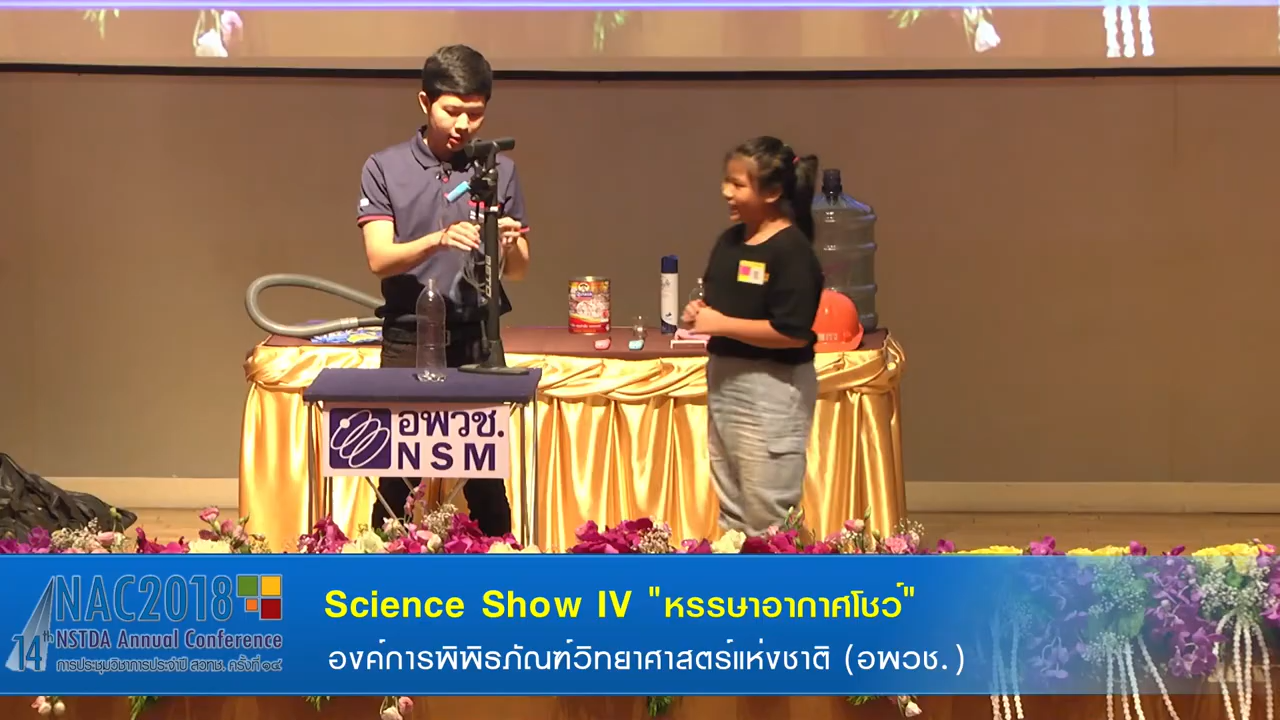 อพวช.
NSM
NAC2018
14th NSTDA Annual Conference
การประชุมวิชาการประจำปี สวทช. ครั้งที่ ๑๔
Science Show IV "หรรษาอากาศโชว์"
องค์การพิพิธภัณฑ์วิทยาศาสตร์แห่งชาติ (อพวช.)